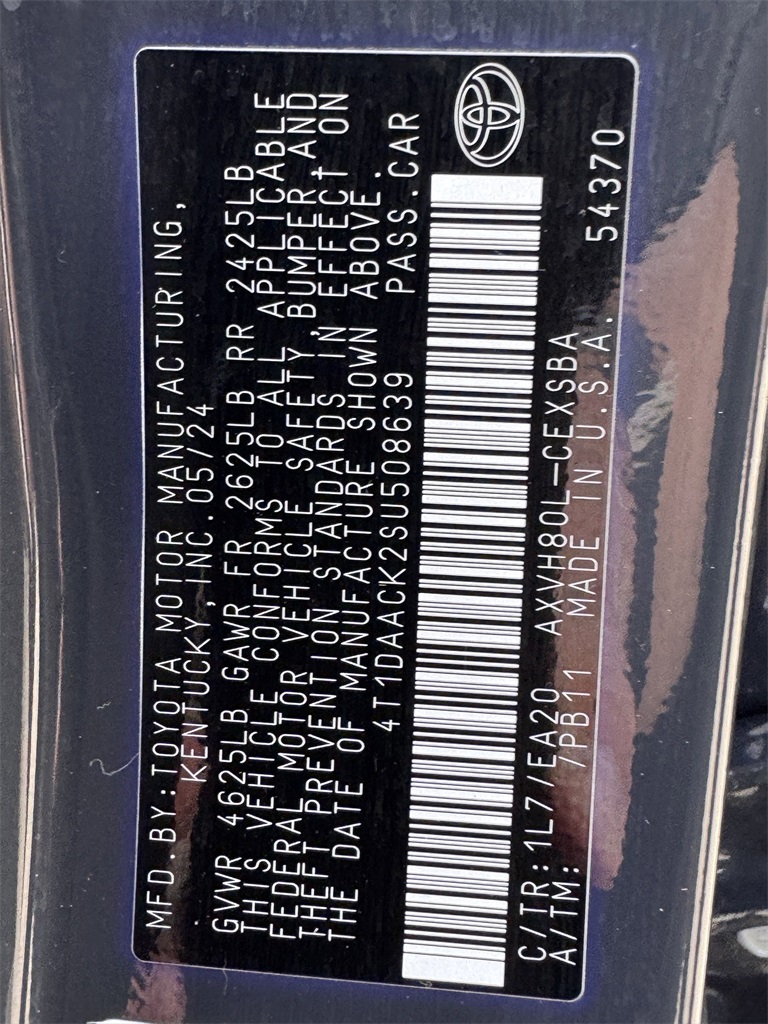 MFD.BY:TOYOTA MOTOR MANUFACTURING,
KENTUCKY, INC.05/24
GVWR 4625LB GAWR FR 2625LB RR 2425LB
THIS VEHICLE CONFORMS TO ALL APPLICABLE
FEDERAL MOTOR VEHICLE SAFETY,BUMPER,AND
THEFT PREVENTION STANDARDS IN EFFECT ON
THE DATE OF MANUFACTURE SHOWN ABOVE.
4T1DAACK2SU508639 PASS.CAR
C/TR:1L7/EA20 AXVH80L-CEXSBA
A/TM: /PB11 MADE IN U.S.A. 54370